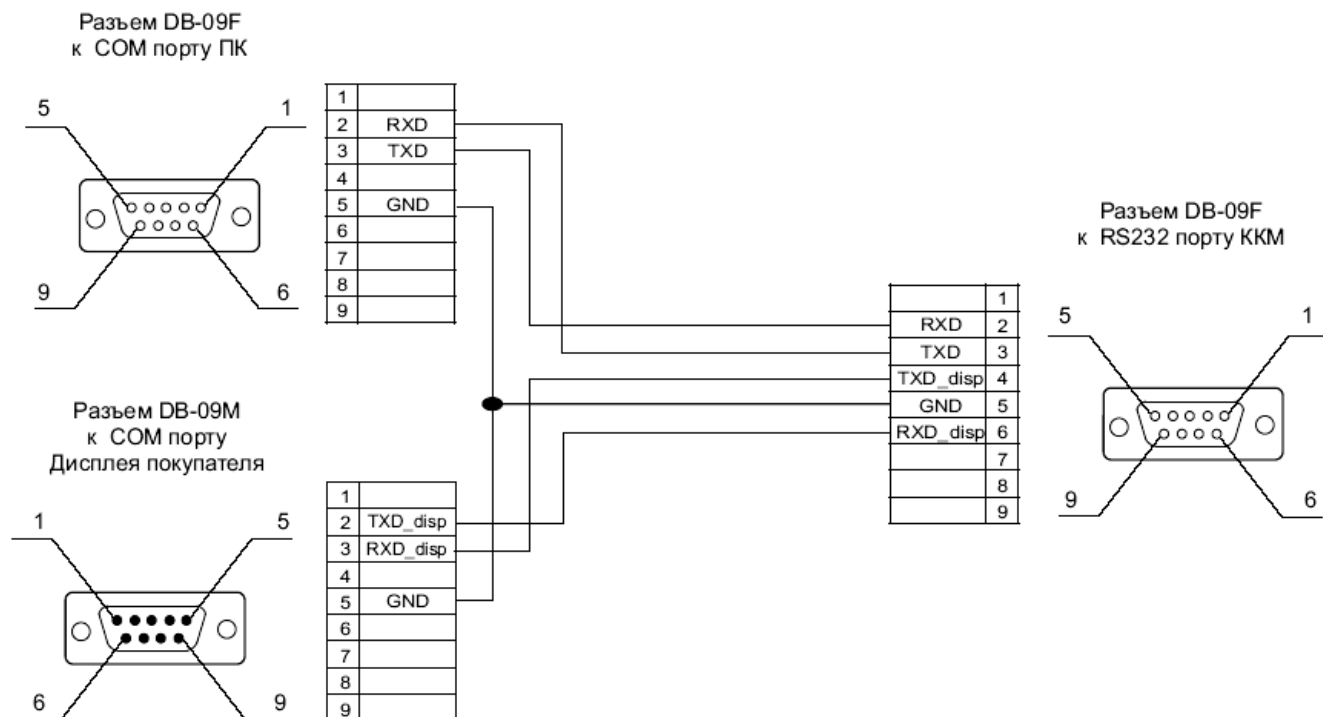 Разъем DB-09F
к COM порту ПК
5
1
9
6
1
2 RXD
3 TXD
4
5 GND
6
7
8
9
Разъем DB-09F
к RS232 порту ККМ
1
RXD 2
TXD 3
TXD_disp 4
GND 5
RXD_disp 6
7
8
9
5
1
9
6
Разъем DB-09M
к COM порту
Дисплея покупателя
1
5
6
9
1
2 TXD_disp
3 RXD_disp
4
5 GND
6
7
8
9